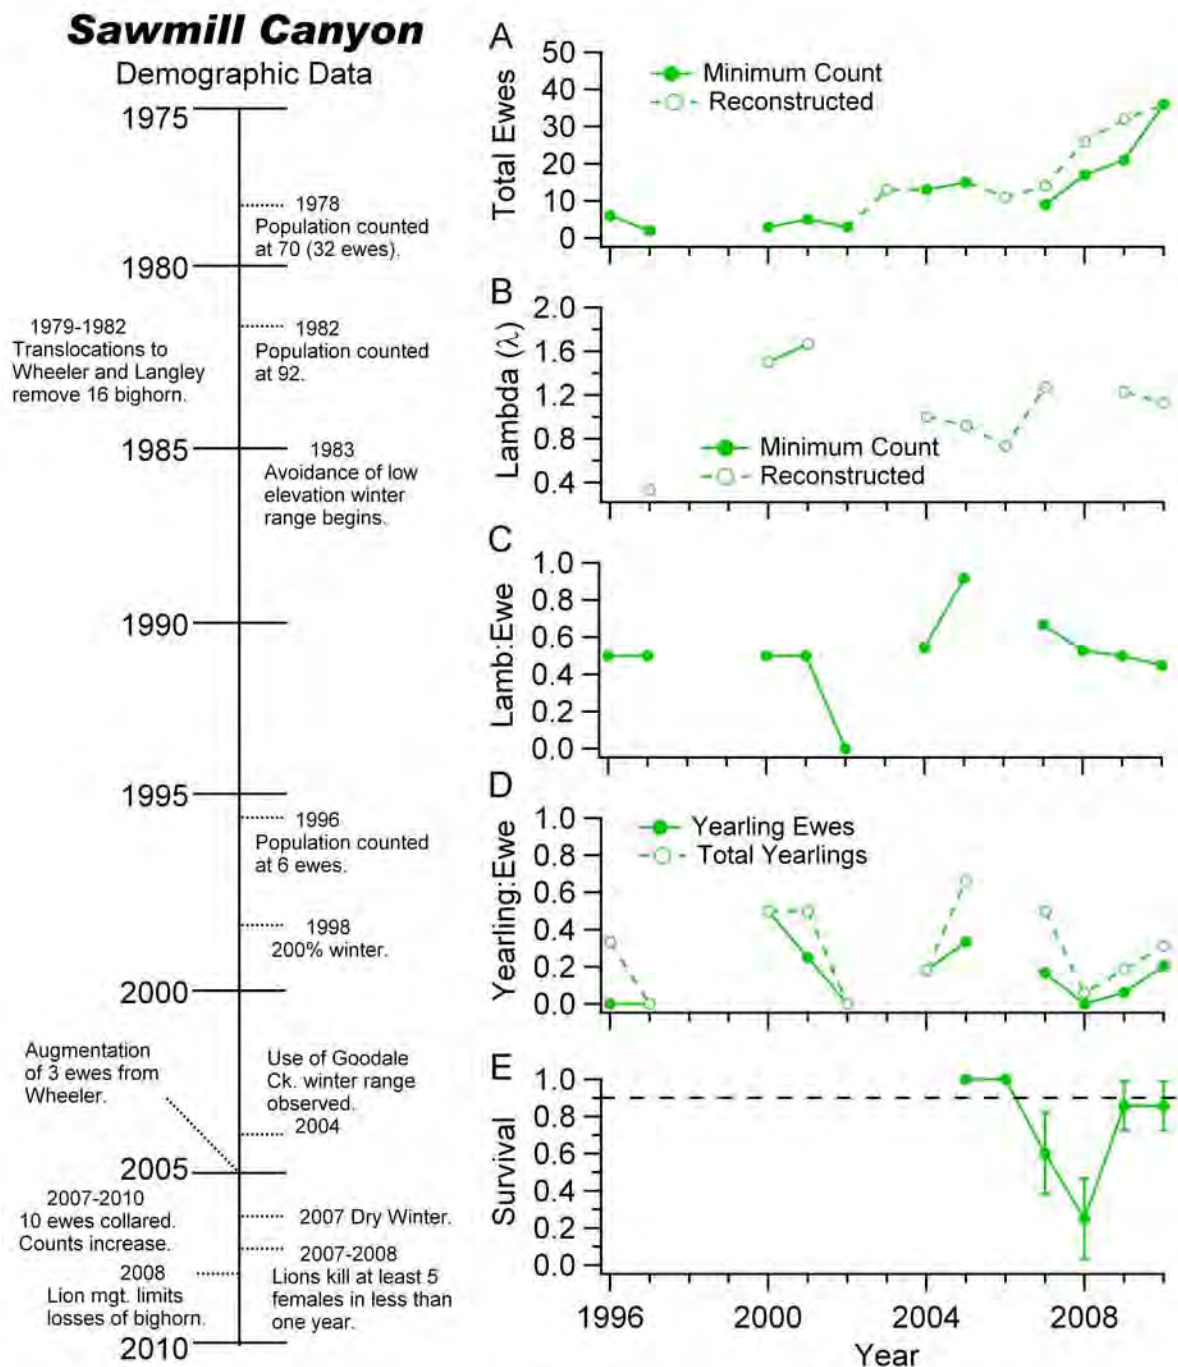 Sawmill Canyon
Demographic Data
1975
1978
Population counted
at 70 (32 ewes).
1980
1979-1982
Translocations to
Wheeler and Langley
remove 16 bighorn.
1982
Population counted
at 92.
1985
1983
Avoidance of low
elevation winter
range begins.
1990
1995
1996
Population counted
at 6 ewes.
1998
200% winter.
2000
Augmentation
of 3 ewes from
Wheeler.
Use of Goodale
Ck. winter range
observed.
2004
2005
2007-2010
10 ewes collared.
Counts increase.
2007 Dry Winter.
2007-2008
Lions kill at least 5
females in less than
one year.
2008
Lion mgt. limits
losses of bighorn.
2010
A
Total Ewes
50
40
30
20
10
0
Minimum Count
Reconstructed
B
Lambda (λ)
2.0
1.6
1.2
0.8
0.4
Minimum Count
Reconstructed
C
Lamb:Ewe
1.0
0.8
0.6
0.4
0.2
0.0
D
Yearling:Ewe
1.0
0.8
0.6
0.4
0.2
0.0
Yearling Ewes
Total Yearlings
E
Survival
1.0
0.8
0.6
0.4
0.2
0.0
1996
2000
2004
2008
Year